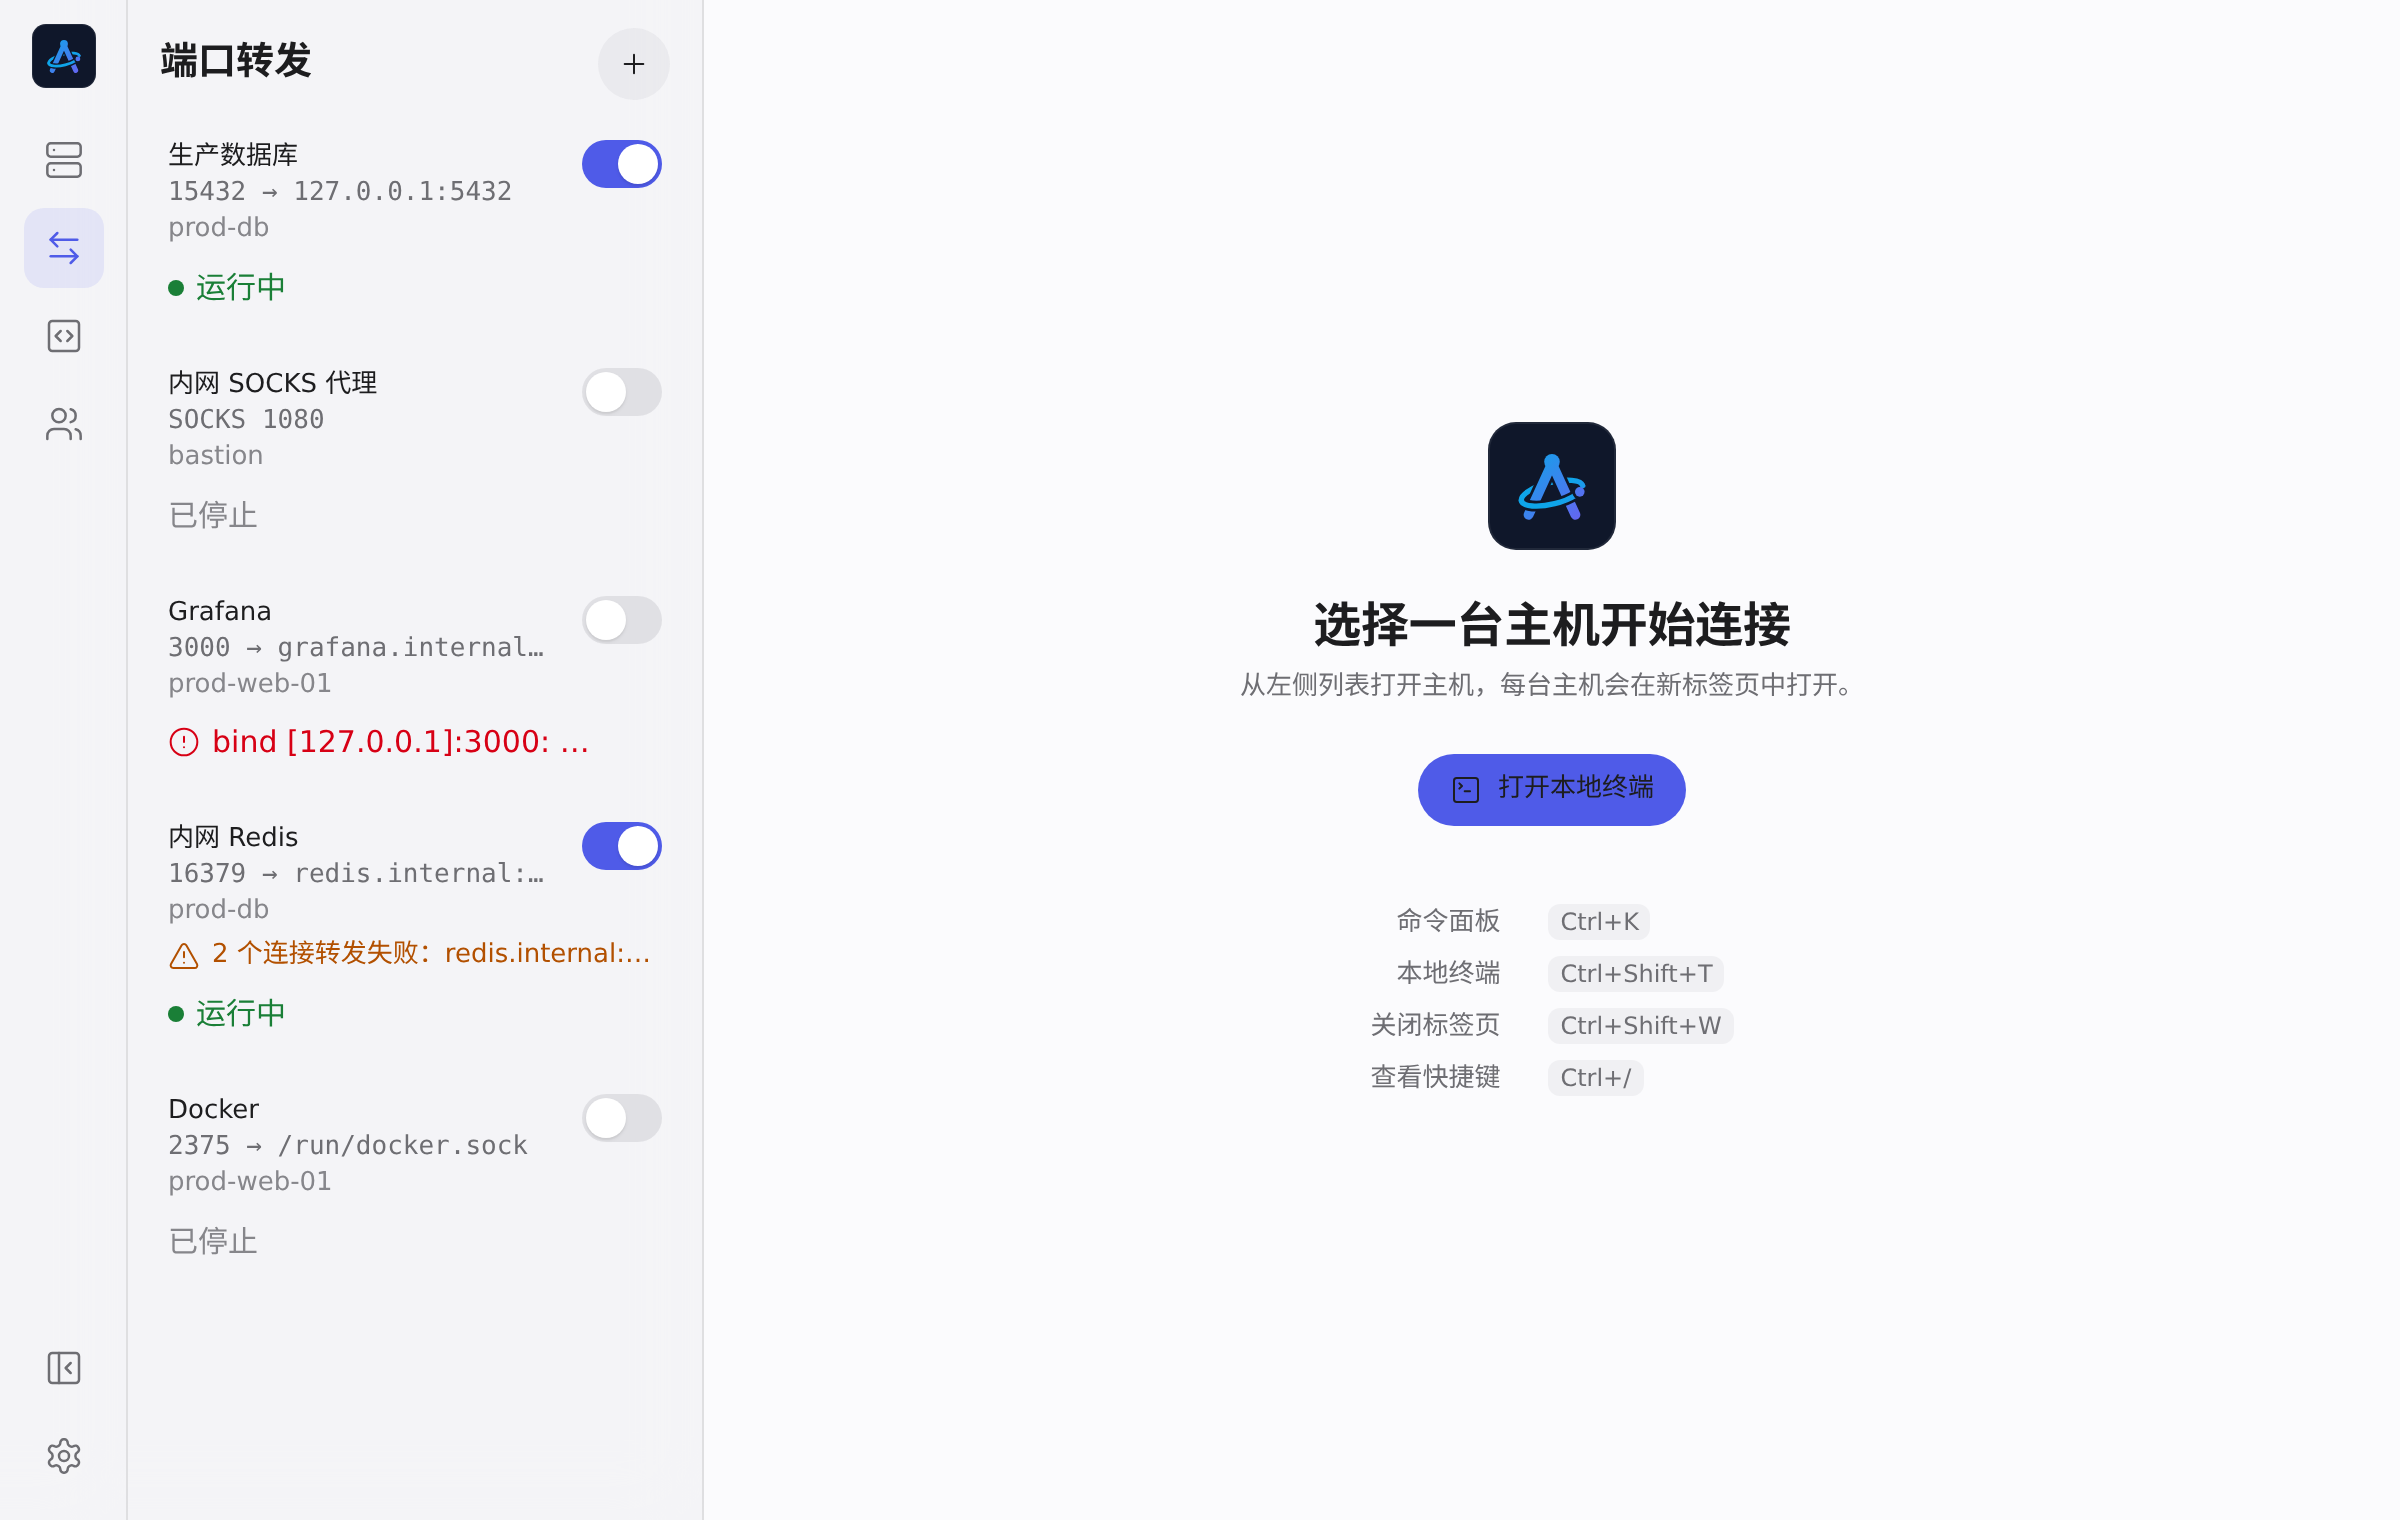 端口转发
生产数据库
15432 → 127.0.0.1:5432
prod-db
运行中
内网 SOCKS 代理
SOCKS 1080
bastion
已停止
Grafana
3000 → grafana.internal…
prod-web-01
bind [127.0.0.1]:3000: …
内网 Redis
16379 → redis.internal:…
prod-db
2 个连接转发失败：redis.internal:…
运行中
Docker
2375 → /run/docker.sock
prod-web-01
已停止
选择一台主机开始连接
从左侧列表打开主机，每台主机会在新标签页中打开。
打开本地终端
命令面板 Ctrl+K
本地终端 Ctrl+Shift+T
关闭标签页 Ctrl+Shift+W
查看快捷键 Ctrl+/